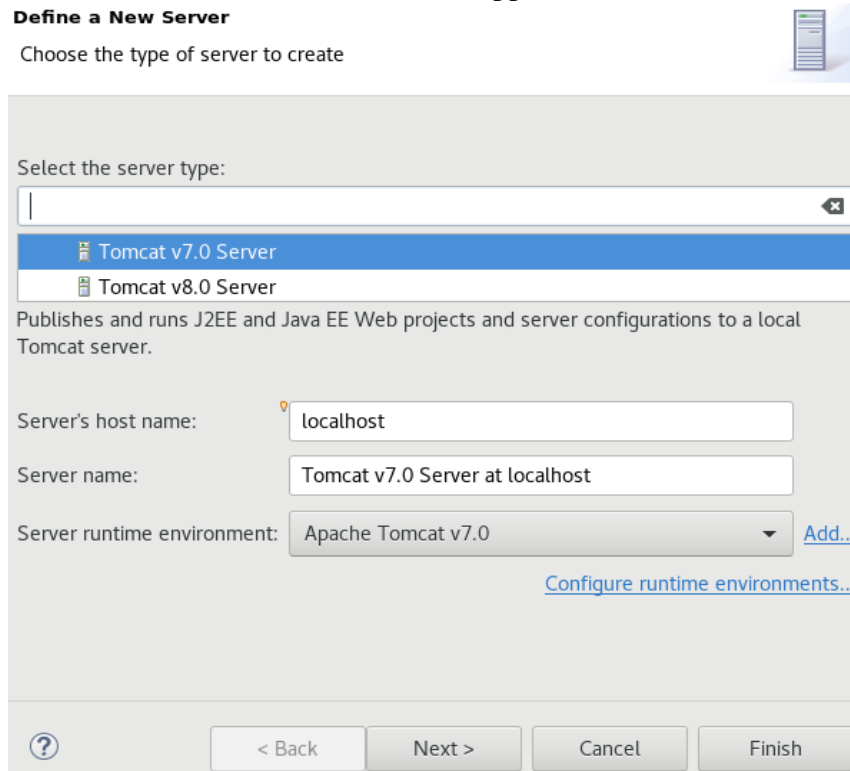 Define a New Server
Choose the type of server to create
Select the server type:
Tomcat v7.0 Server
Tomcat v8.0 Server
Publishes and runs J2EE and Java EE Web projects and server configurations to a local
Tomcat server.
Server's host name: localhost
Server name: Tomcat v7.0 Server at localhost
Server runtime environment: Apache Tomcat v7.0 Add..
Configure runtime environments..
? < Back Next > Cancel Finish